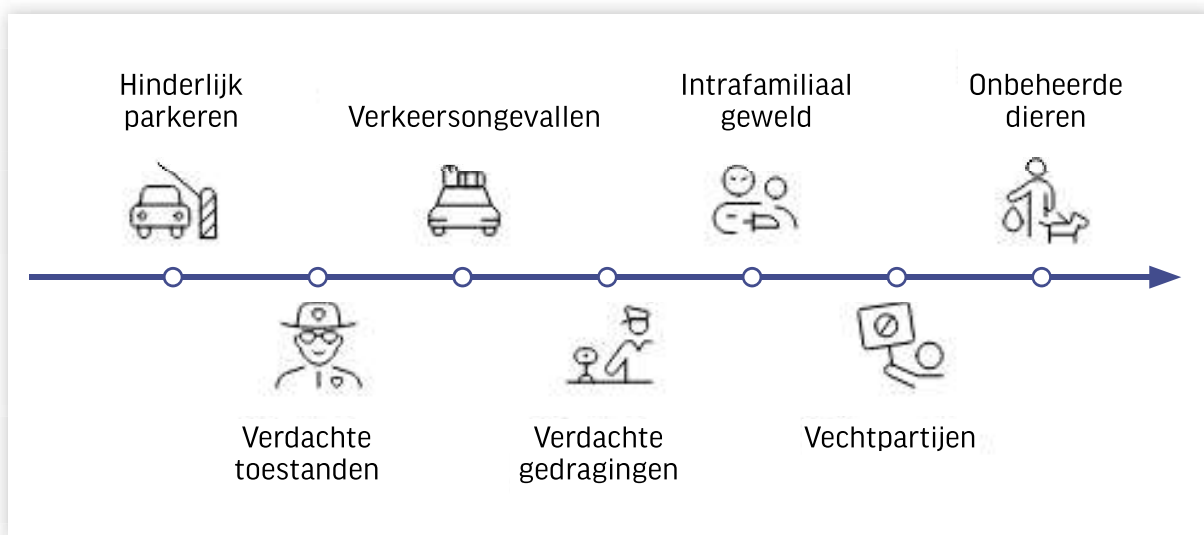 Hinderlijk
parkeren
Verkeersongevallen
Intrafamiliaal
geweld
Onbeheerde
dieren
Verdachte
toestanden
Verdachte
gedragingen
Vechtpartijen